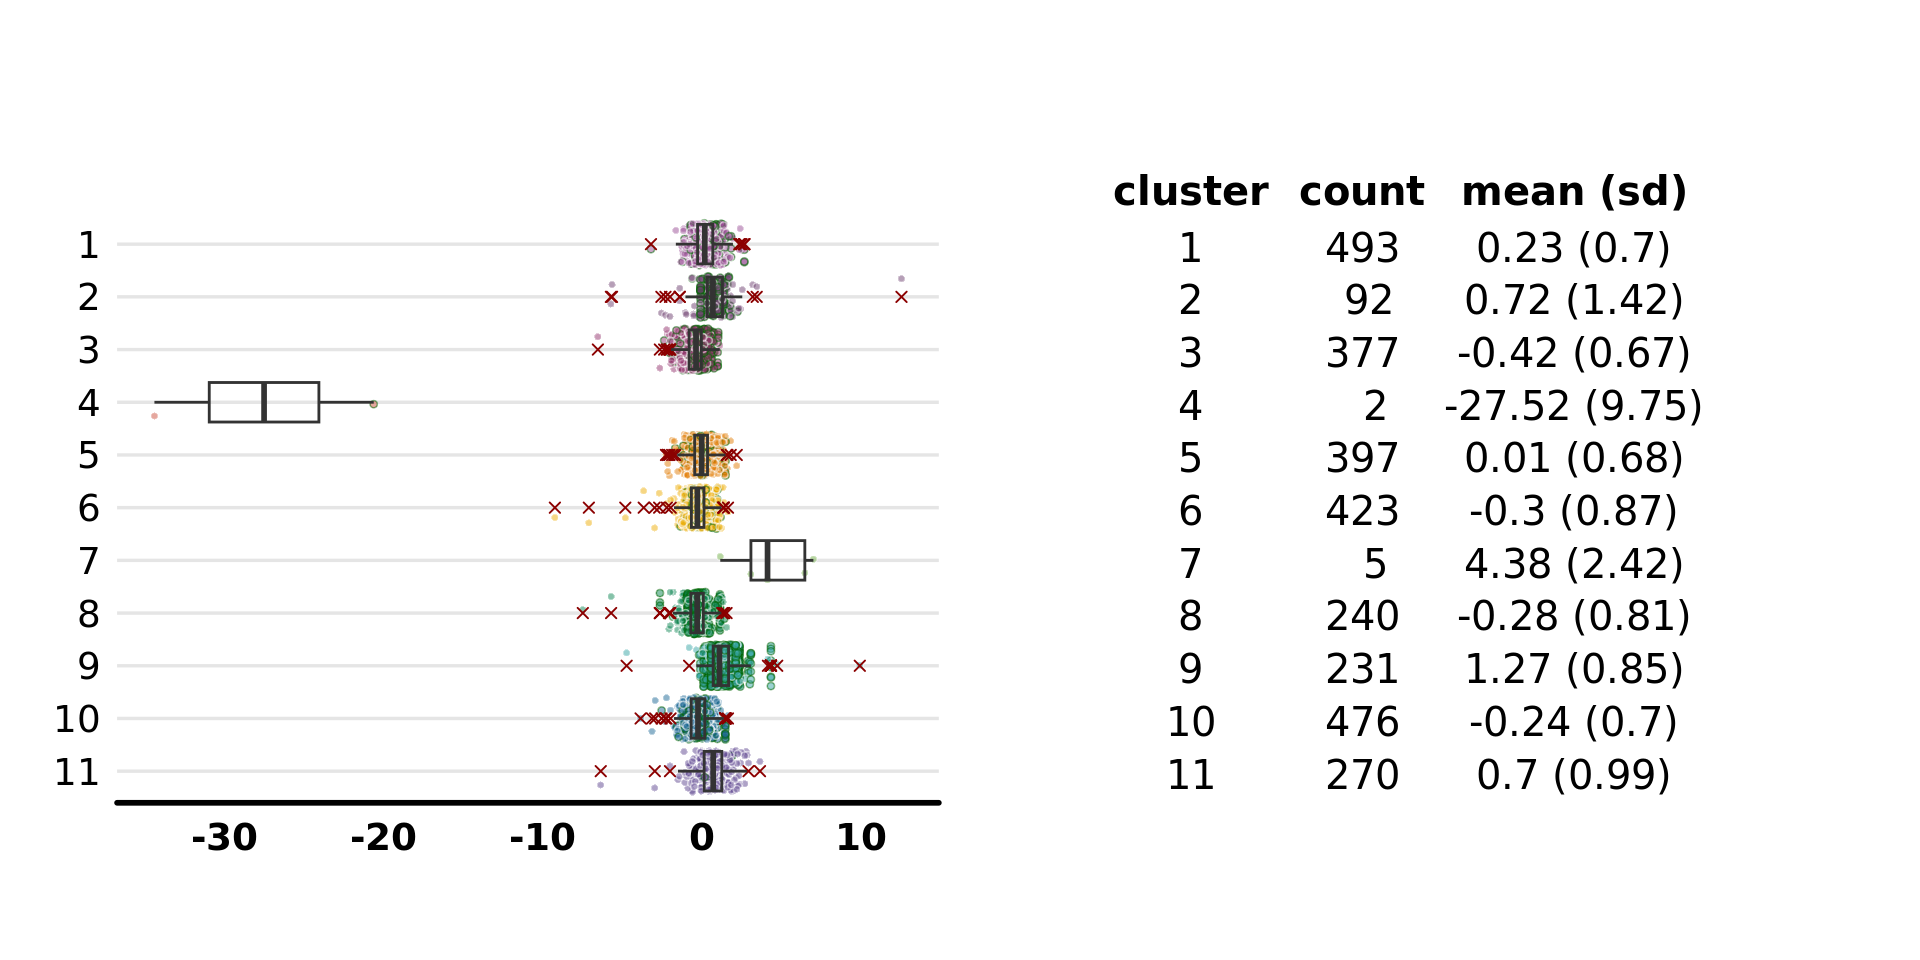 cluster count mean (sd)
1 1 493 0.23 (0.7)
2 2 92 0.72 (1.42)
3 3 377 -0.42 (0.67)
4 4 2 -27.52 (9.75)
5 5 397 0.01 (0.68)
6 6 423 -0.3 (0.87)
7 7 5 4.38 (2.42)
8 8 240 -0.28 (0.81)
9 9 231 1.27 (0.85)
10 10 476 -0.24 (0.7)
11 11 270 0.7 (0.99)
-30 -20 -10 0 10